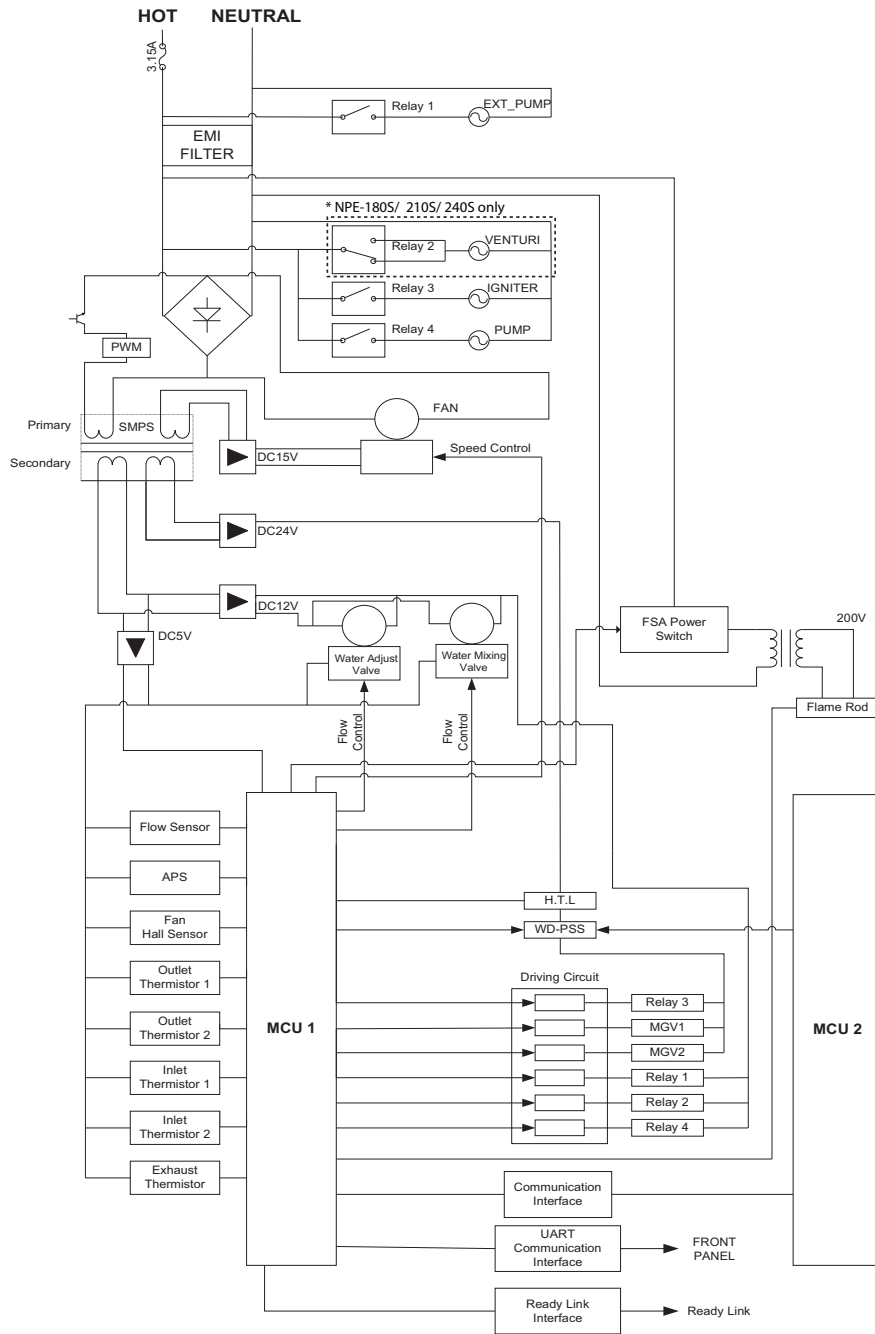 HOT
NEUTRAL
3.15A
Relay 1
EXT_PUMP
EMI
FILTER
* NPE-180S/ 210S/ 240S only
Relay 2
VENTURI
Relay 3
IGNITER
Relay 4
PUMP
PWM
FAN
Primary
SMPS
Secondary
DC15V
Speed Control
DC24V
DC12V
DC5V
Water Adjust
Valve
Water Mixing
Valve
FSA Power
Switch
200V
Flame Rod
Flow
Control
Flow
Control
Flow Sensor
APS
Fan
Hall Sensor
Outlet
Thermistor 1
Outlet
Thermistor 2
Inlet
Thermistor 1
Inlet
Thermistor 2
Exhaust
Thermistor
MCU 1
H.T.L
WD-PSS
Driving Circuit
Relay 3
MGV1
MGV2
Relay 1
Relay 2
Relay 4
MCU 2
Communication
Interface
UART
Communication
Interface
FRONT
PANEL
Ready Link
Interface
Ready Link